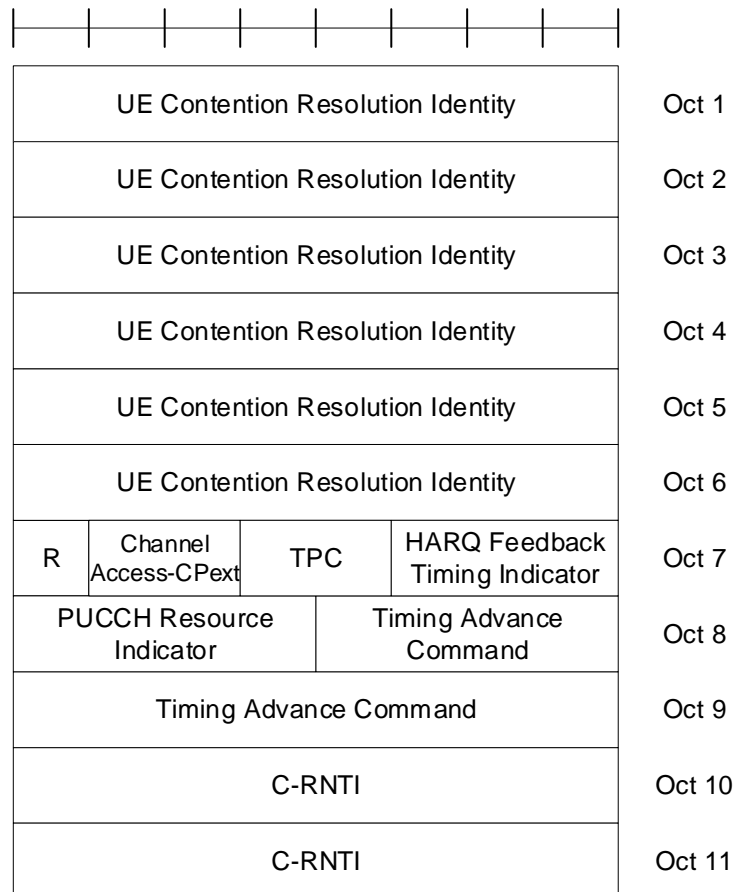 UE Contention Resolution Identity Oct 1
UE Contention Resolution Identity Oct 2
UE Contention Resolution Identity Oct 3
UE Contention Resolution Identity Oct 4
UE Contention Resolution Identity Oct 5
UE Contention Resolution Identity Oct 6
R
Channel
Access-CPext
TPC
HARQ Feedback
Timing Indicator
Oct 7
PUCCH Resource
Indicator
Timing Advance
Command
Oct 8
Timing Advance Command Oct 9
C-RNTI Oct 10
C-RNTI Oct 11